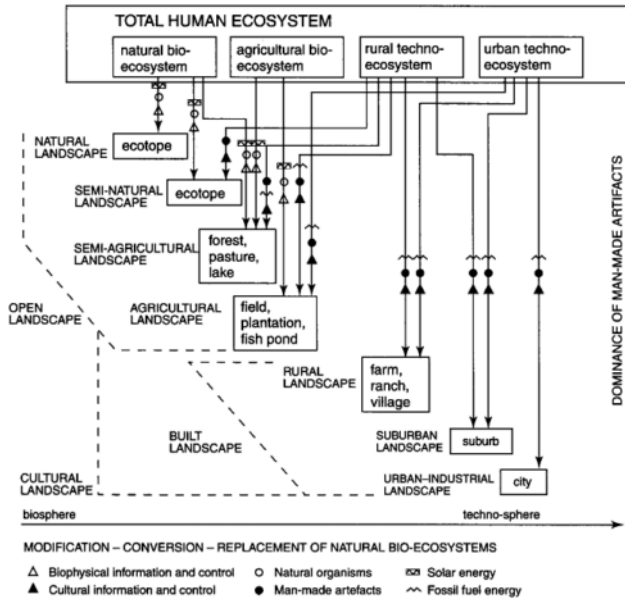 TOTAL HUMAN ECOSYSTEM
natural bio-
ecosystem
agricultural bio-
ecosystem
rural techno-
ecosystem
urban techno-
ecosystem
NATURAL
LANDSCAPE
ecotope
SEMI-NATURAL
LANDSCAPE
ecotope
SEMI-AGRICULTURAL
LANDSCAPE
forest,
pasture,
lake
OPEN
LANDSCAPE
AGRICULTURAL
LANDSCAPE
field,
plantation,
fish pond
RURAL
LANDSCAPE
farm,
ranch,
village
BUILT
LANDSCAPE
SUBURBAN
LANDSCAPE
suburb
CULTURAL
LANDSCAPE
URBAN–INDUSTRIAL
LANDSCAPE
city
DOMINANCE OF MAN-MADE ARTIFACTS
biosphere
techno-sphere
MODIFICATION – CONVERSION – REPLACEMENT OF NATURAL BIO-ECOSYSTEMS
Biophysical information and control
Natural organisms
Solar energy
Cultural information and control
Man-made artefacts
Fossil fuel energy